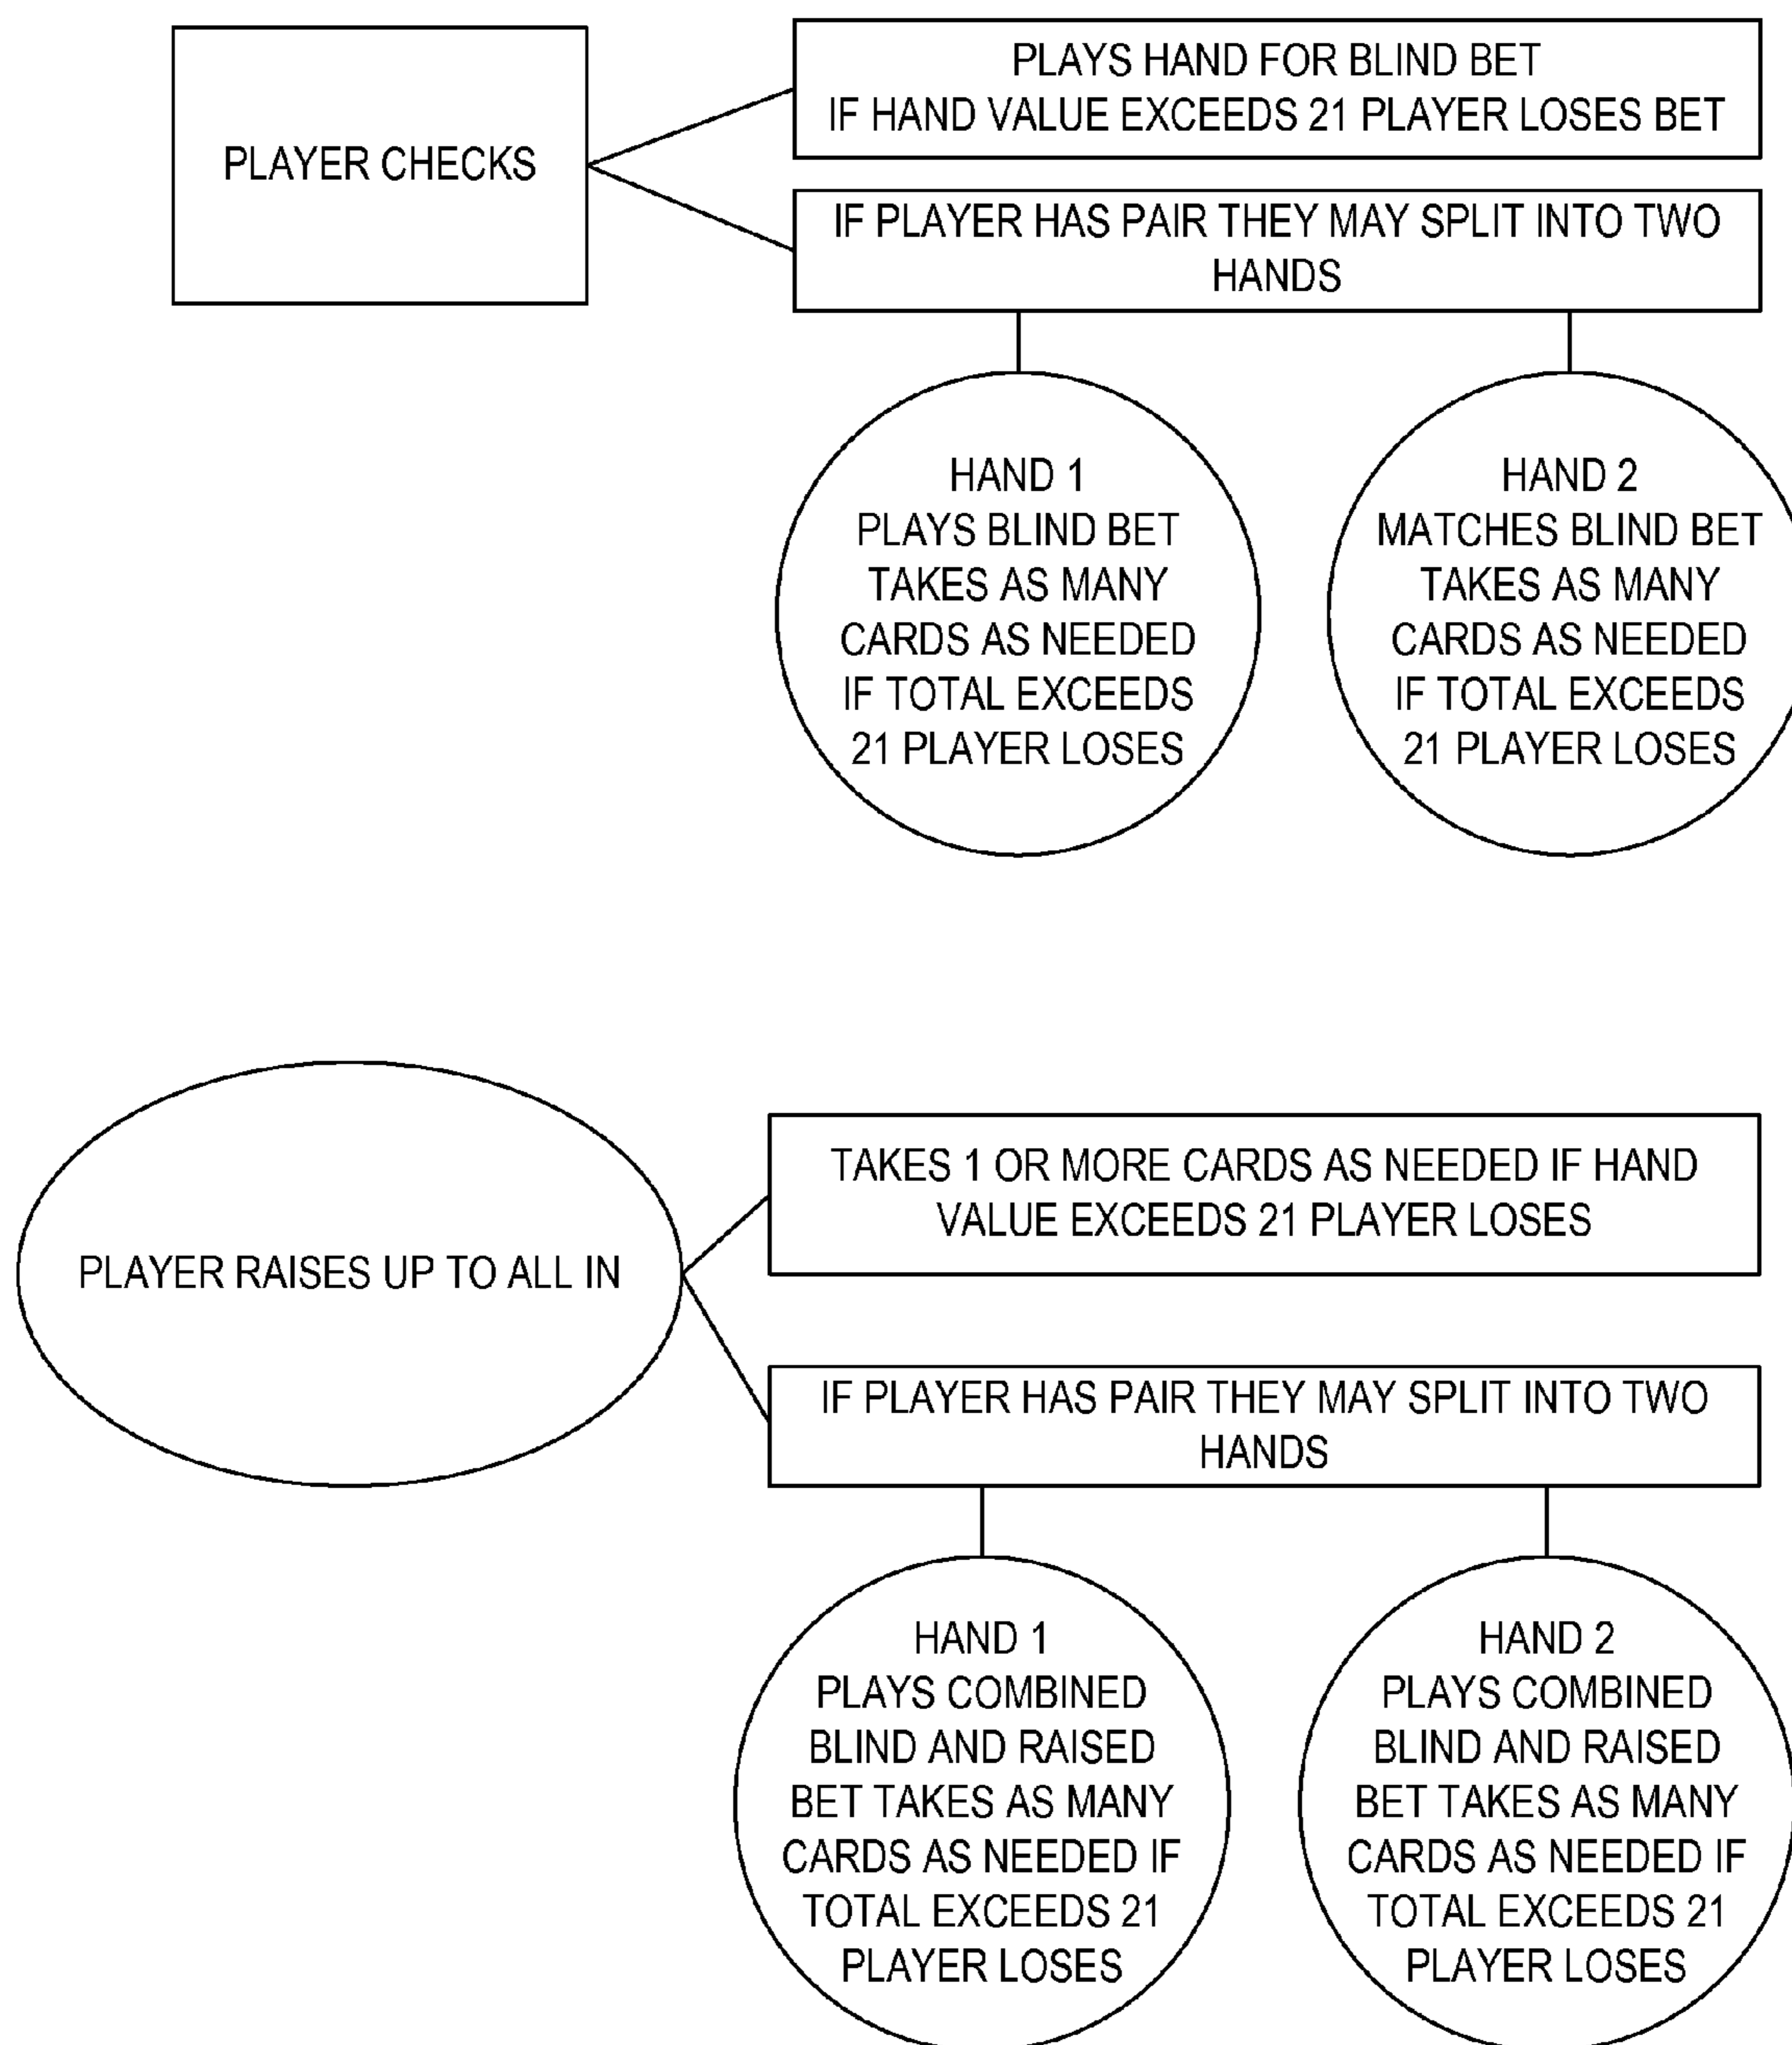 PLAYER CHECKS
PLAYS HAND FOR BLIND BET
IF HAND VALUE EXCEEDS 21 PLAYER LOSES BET
IF PLAYER HAS PAIR THEY MAY SPLIT INTO TWO
HANDS
HAND 1
PLAYS BLIND BET
TAKES AS MANY
CARDS AS NEEDED
IF TOTAL EXCEEDS
21 PLAYER LOSES
HAND 2
MATCHES BLIND BET
TAKES AS MANY
CARDS AS NEEDED
IF TOTAL EXCEEDS
21 PLAYER LOSES
PLAYER RAISES UP TO ALL IN
TAKES 1 OR MORE CARDS AS NEEDED IF HAND
VALUE EXCEEDS 21 PLAYER LOSES
IF PLAYER HAS PAIR THEY MAY SPLIT INTO TWO
HANDS
HAND 1
PLAYS COMBINED
BLIND AND RAISED
BET TAKES AS MANY
CARDS AS NEEDED IF
TOTAL EXCEEDS 21
PLAYER LOSES
HAND 2
PLAYS COMBINED
BLIND AND RAISED
BET TAKES AS MANY
CARDS AS NEEDED IF
TOTAL EXCEEDS 21
PLAYER LOSES